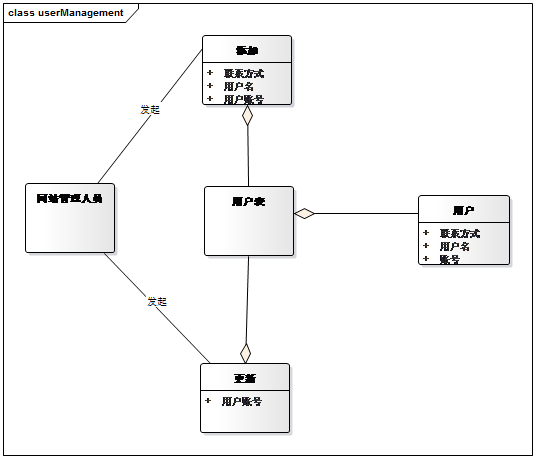 class userManagement
添加
+ 联系方式
+ 用户名
+ 用户账号
发起
网站管理人员
用户表
用户
+ 联系方式
+ 用户名
+ 账号
发起
更新
+ 用户账号